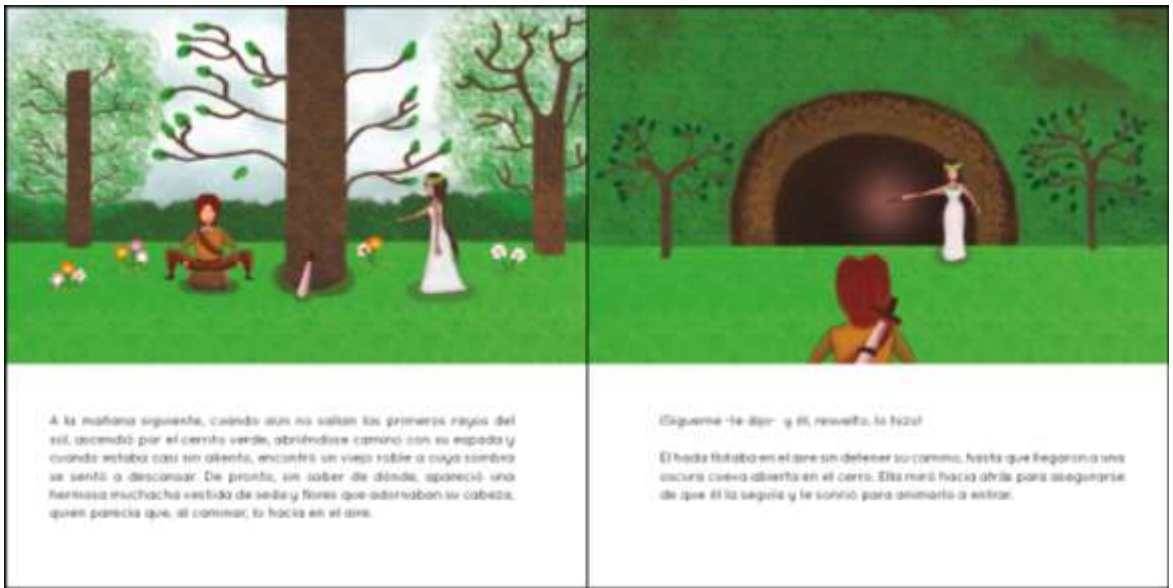 A la mañana siguiente, cuando aun no salían los primeros rayos del
sol, ascendió por el cerrito verde, abriéndose camino con su espada y
cuando estaba casi sin aliento, encontró un viejo roble a cuya sombra
se sentó a descansar. De pronto, sin saber de dónde, apareció una
hermosa muchacha vestida de seda y flores que adornaban su cabeza,
quien parecía que, al caminar, lo hacía en el aire.
¡Sígueme -le dijo- y él, resuelto, lo hizo!
El hada flotaba en el aire sin detener su camino, hasta que llegaron a una
oscura cueva abierta en el cerro. Ella miró hacia atrás para asegurarse
de que él la seguía y le sonrió para animarlo a entrar.